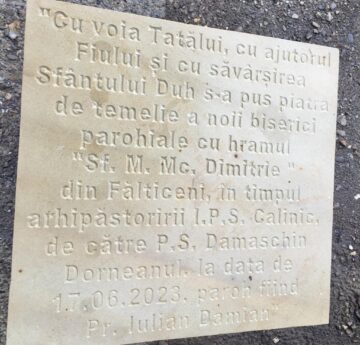 "Cu voia Tatălui, cu ajutorul
Fiului și cu săvârșirea
Sfântului Duh s-a pus piatra
de temelie a noii biserici
parohiale cu hramul
"Sf. M. Mc. Dimitrie"
din Fălticeni, în timpul
arhipăstoririi I.P.S. Calinic,
de către P.S. Damaschin
Dorneanul, la data de
17.06.2023, paroh fiind
Pr. Iulian Damian"